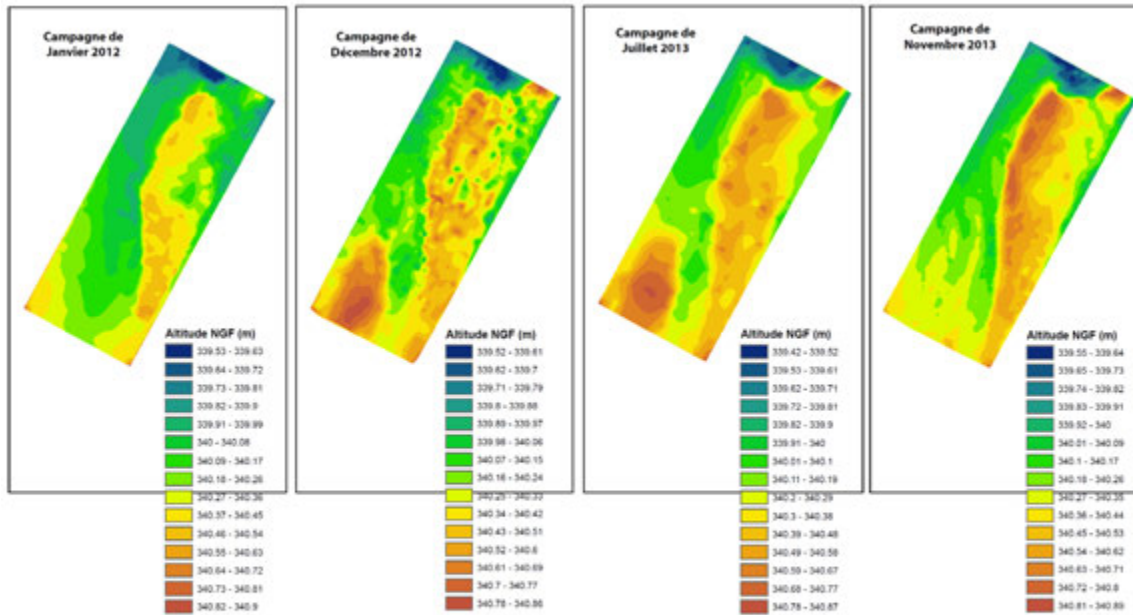 Campagne de
Janvier 2012
Altitude NGF (m)
339.53 - 339.63
339.64 - 339.72
339.73 - 339.81
339.82 - 339.9
339.91 - 339.99
340 - 340.08
340.09 - 340.17
340.18 - 340.26
340.27 - 340.36
340.37 - 340.45
340.46 - 340.54
340.55 - 340.63
340.64 - 340.72
340.73 - 340.81
340.82 - 340.9
Campagne de
Décembre 2012
Altitude NGF (m)
339.52 - 339.61
339.62 - 339.7
339.71 - 339.79
339.8 - 339.88
339.89 - 339.97
339.98 - 340.06
340.07 - 340.15
340.16 - 340.24
340.25 - 340.33
340.34 - 340.42
340.43 - 340.51
340.52 - 340.6
340.61 - 340.69
340.7 - 340.77
340.78 - 340.86
Campagne de
Juillet 2013
Altitude NGF (m)
339.42 - 339.52
339.53 - 339.61
339.62 - 339.71
339.72 - 339.81
339.82 - 339.9
339.91 - 340
340.01 - 340.1
340.11 - 340.19
340.2 - 340.29
340.3 - 340.38
340.39 - 340.48
340.49 - 340.58
340.59 - 340.67
340.68 - 340.77
340.78 - 340.87
Campagne de
Novembre 2013
Altitude NGF (m)
339.55 - 339.64
339.65 - 339.73
339.74 - 339.82
339.83 - 339.91
339.92 - 340
340.01 - 340.09
340.1 - 340.17
340.18 - 340.26
340.27 - 340.35
340.36 - 340.44
340.45 - 340.53
340.54 - 340.62
340.63 - 340.71
340.72 - 340.8
340.81 - 340.89